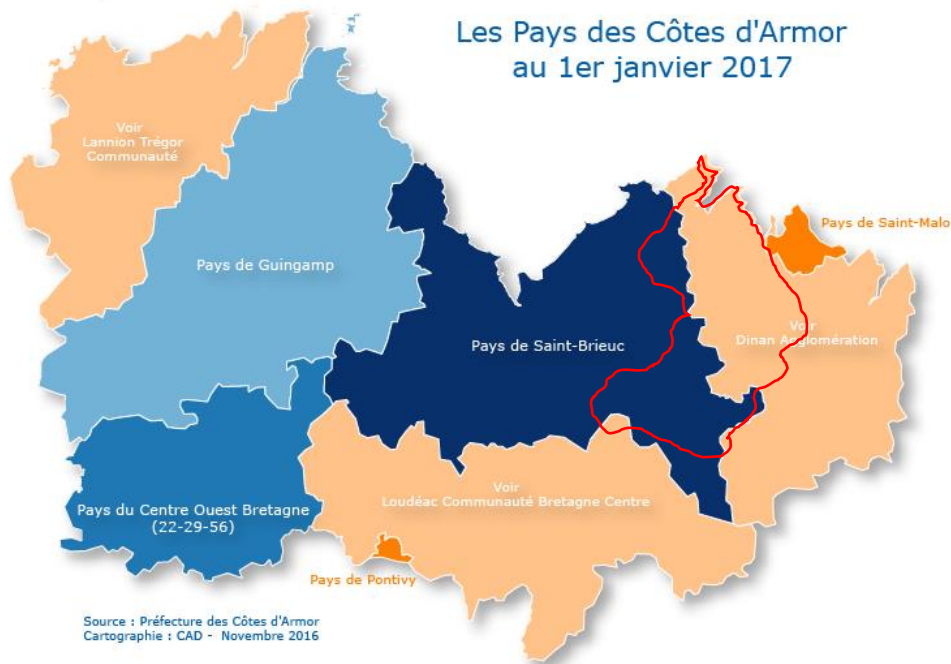 Les Pays des Côtes d'Armor
au 1er janvier 2017
Voir
Lannion Trégor
Communauté
Pays de Saint-Malo
Pays de Guingamp
Voir
Dinan Agglomération
Pays de Saint-Brieuc
Voir
Loudéac Communauté Bretagne Centre
Pays du Centre Ouest Bretagne
(22-29-56)
Pays de Pontivy
Source : Préfecture des Côtes d'Armor
Cartographie : CAD - Novembre 2016